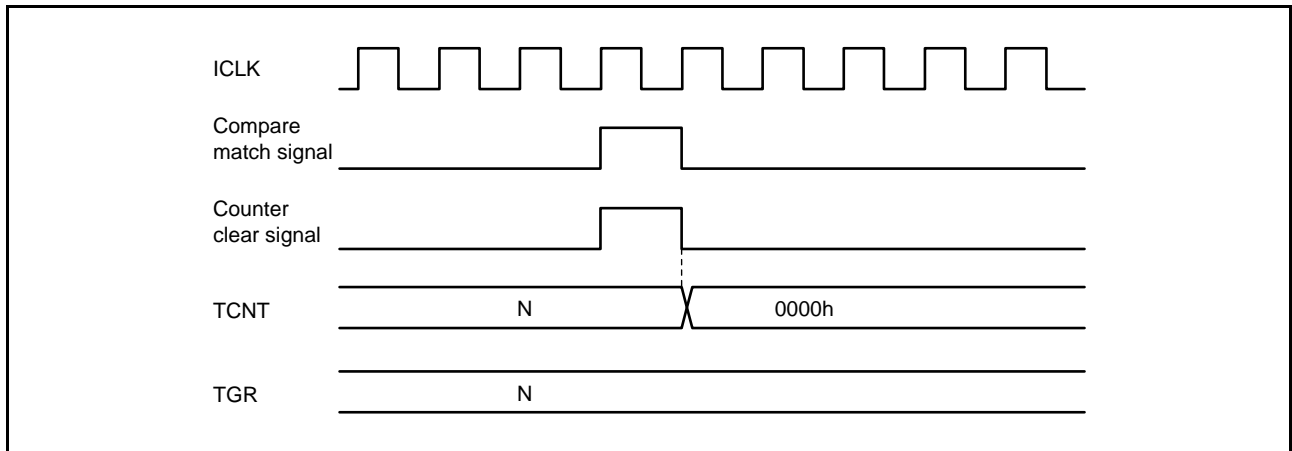 ICLK
Compare
match signal
Counter
clear signal
TCNT N 0000h
TGR N